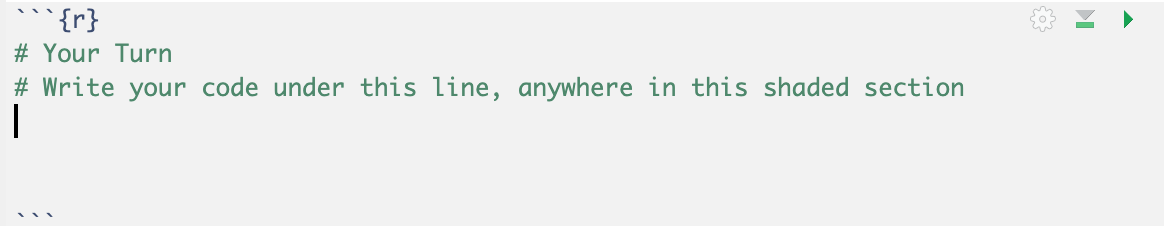 ```{r}
# Your Turn
# Write your code under this line, anywhere in this shaded section
```